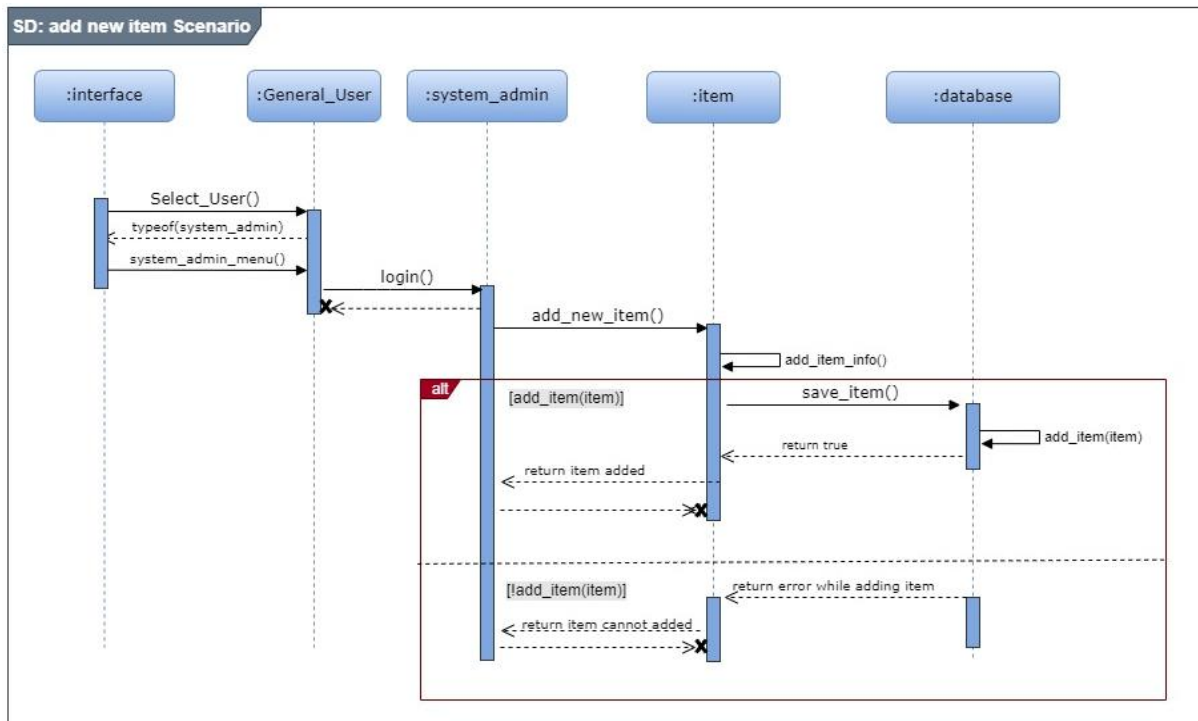 SD: add new item Scenario
:interface
:General_User
:system_admin
:item
:database
Select_User()
typeof(system_admin)
system_admin_menu()
login()
add_new_item()
add_item_info()
alt
[add_item(item)]
save_item()
add_item(item)
return true
return item added
[!add_item(item)]
return error while adding item
return item cannot added